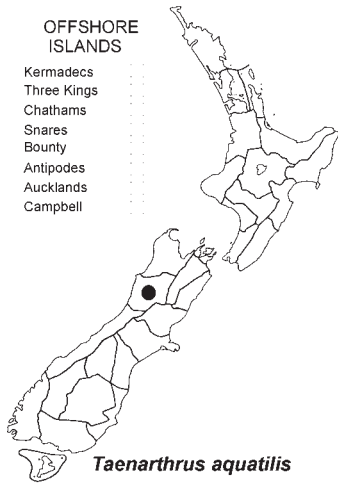 OFFSHORE
ISLANDS
Kermadecs
Three Kings
Chathams
Snares
Bounty
Antipodes
Aucklands
Campbell
Taenarthrus aquatilis